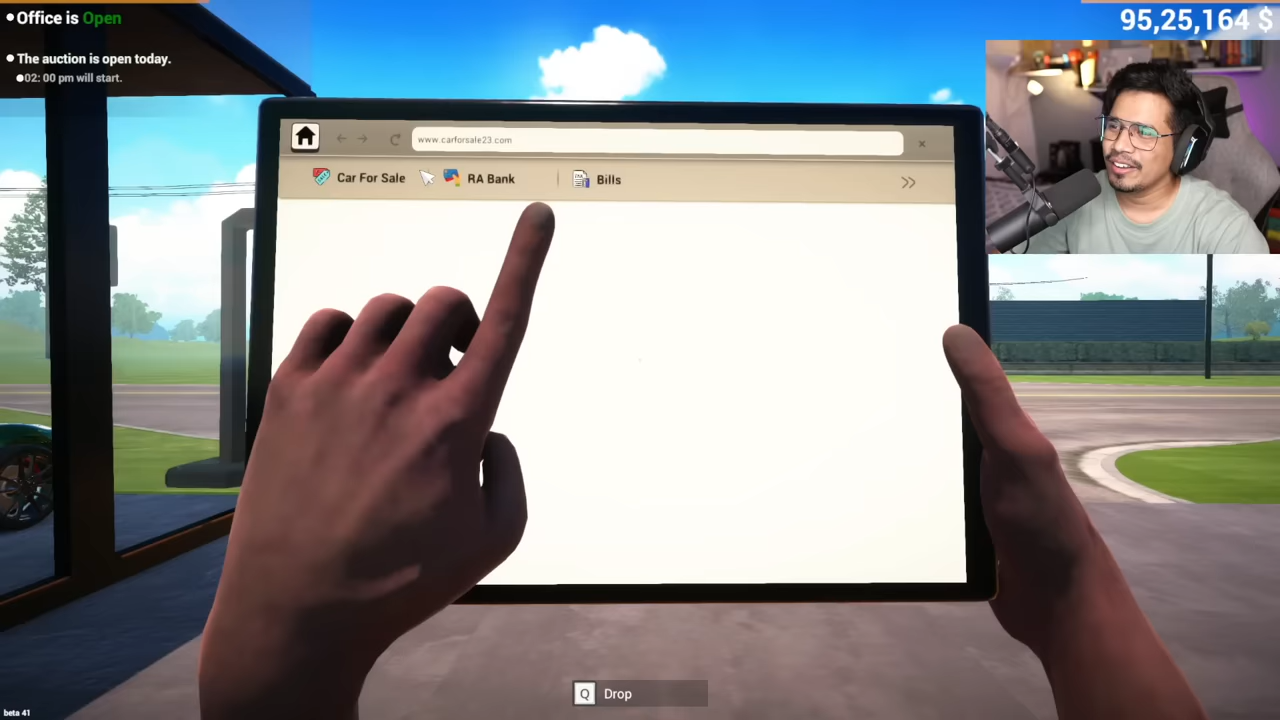 Office is Open
95,25,164 $
The auction is open today.
02: 00 pm will start.
www.carforsale23.com
Car For Sale
RA Bank
Bills
Q Drop
beta 41